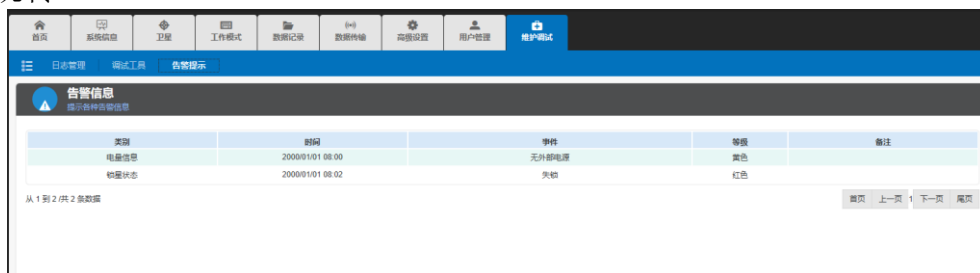 首页 系统信息 卫星 工作模式 数据记录 数据传输 高级设置 用户管理 维护调试
日志管理 调试工具 告警提示
告警信息
提示各种告警信息
类别 时间 事件 等级 备注
电量信息 2000/01/01 08:00 无外部电源 黄色
锁星状态 2000/01/01 08:02 失锁 红色
从 1 到 2 /共 2 条数据 首页 上一页 1 下一页 尾页